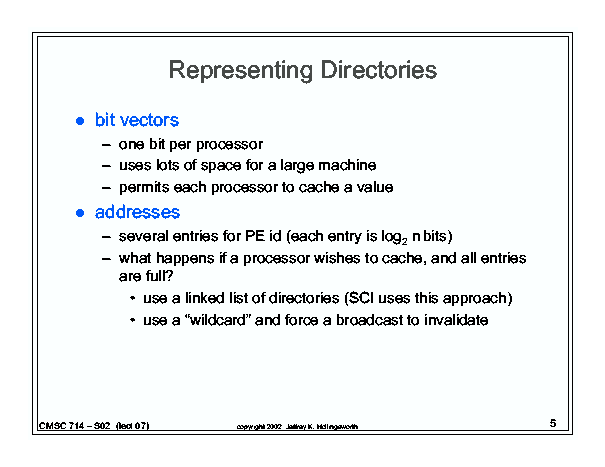 Representing Directories
● bit vectors
– one bit per processor
– uses lots of space for a large machine
– permits each processor to cache a value
● addresses
– several entries for PE id (each entry is log₂ n bits)
– what happens if a processor wishes to cache, and all entries
are full?
• use a linked list of directories (SCI uses this approach)
• use a “wildcard” and force a broadcast to invalidate
CMSC 714 – S02 (lect 07)
copyright 2002 Jeffrey K. Hollingsworth
5